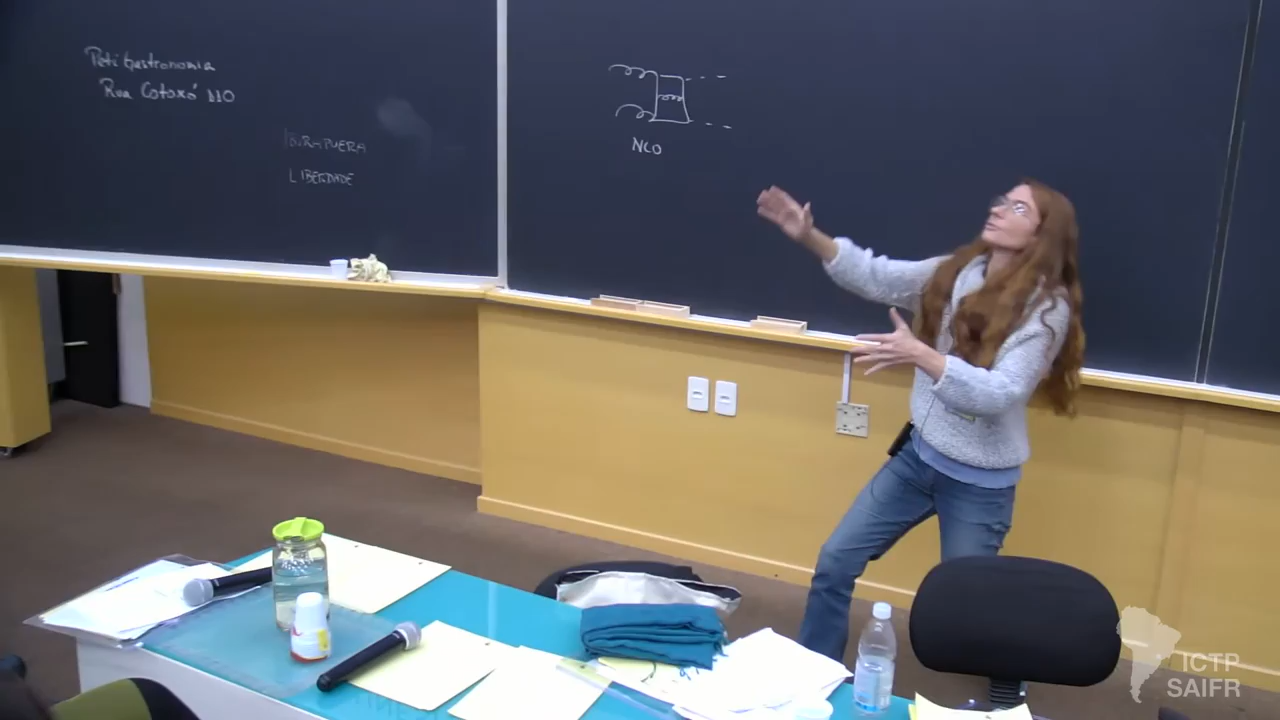 Peti Gastronomia
Rua Cotoxó 110
IBIRAPUERA
LIBERDADE
NLO
ICTP
SAIFR